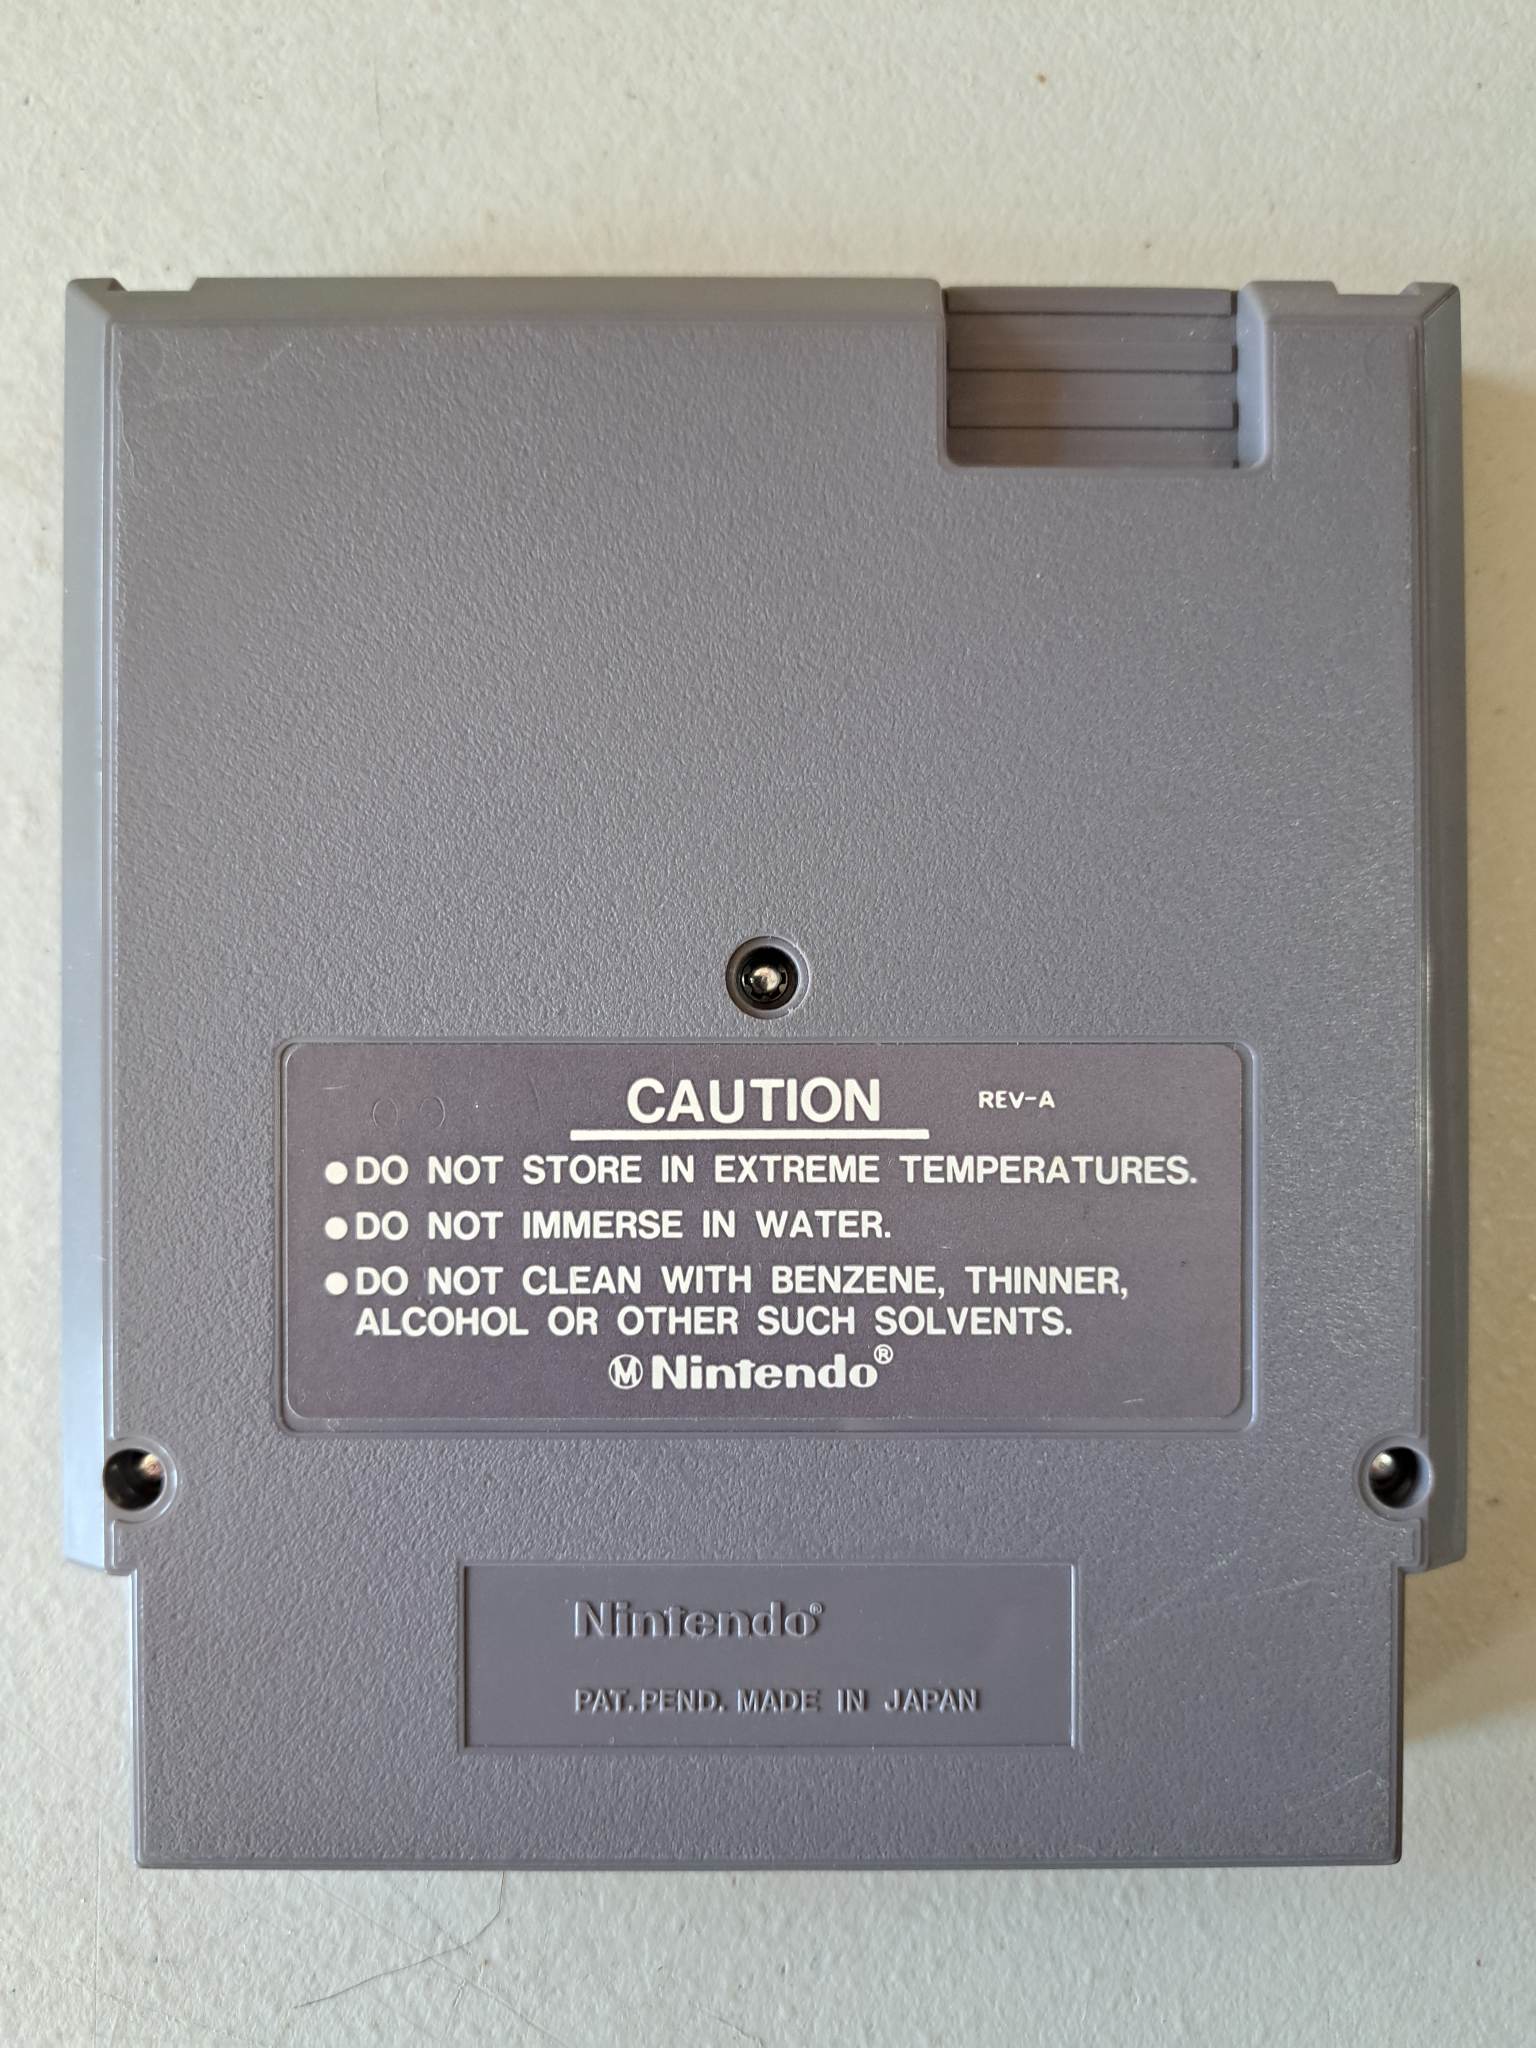 CAUTION REV-A
●DO NOT STORE IN EXTREME TEMPERATURES.
●DO NOT IMMERSE IN WATER.
●DO NOT CLEAN WITH BENZENE, THINNER,
ALCOHOL OR OTHER SUCH SOLVENTS.
Ⓜ Nintendo®
Nintendo®
PAT. PEND. MADE IN JAPAN